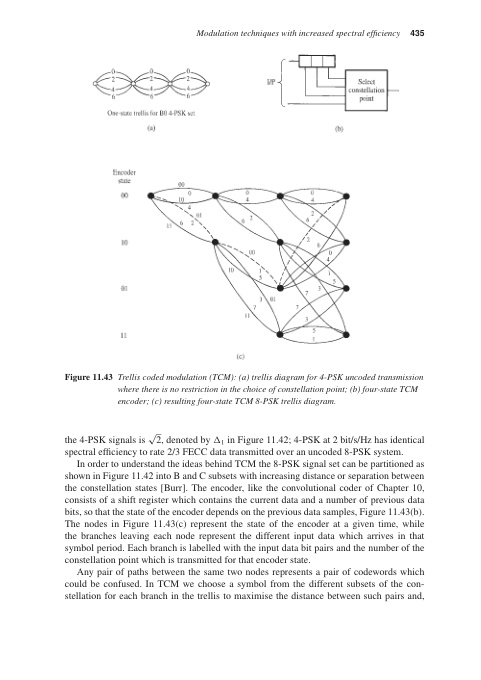 Modulation techniques with increased spectral efficiency 435
0 0 0
2 2 2
4 4 4
6 6 6
One-state trellis for B0 4-PSK set
(a)
I/P
Select
constellation
point
(b)
Encoder
state
00
10
01
11
00
0
10
4
01
11 6 2
0
4
6 2
00
10
1
5
3 01
7
11
0
4
2
6
2
6
0
4
1
5
7 3
7
3
5
1
(c)
Figure 11.43 Trellis coded modulation (TCM): (a) trellis diagram for 4-PSK uncoded transmission
where there is no restriction in the choice of constellation point; (b) four-state TCM
encoder; (c) resulting four-state TCM 8-PSK trellis diagram.
the 4-PSK signals is √2, denoted by Δ₁ in Figure 11.42; 4-PSK at 2 bit/s/Hz has identical
spectral efficiency to rate 2/3 FECC data transmitted over an uncoded 8-PSK system.
In order to understand the ideas behind TCM the 8-PSK signal set can be partitioned as
shown in Figure 11.42 into B and C subsets with increasing distance or separation between
the constellation states [Burr]. The encoder, like the convolutional coder of Chapter 10,
consists of a shift register which contains the current data and a number of previous data
bits, so that the state of the encoder depends on the previous data samples, Figure 11.43(b).
The nodes in Figure 11.43(c) represent the state of the encoder at a given time, while
the branches leaving each node represent the different input data which arrives in that
symbol period. Each branch is labelled with the input data bit pairs and the number of the
constellation point which is transmitted for that encoder state.
Any pair of paths between the same two nodes represents a pair of codewords which
could be confused. In TCM we choose a symbol from the different subsets of the con-
stellation for each branch in the trellis to maximise the distance between such pairs and,